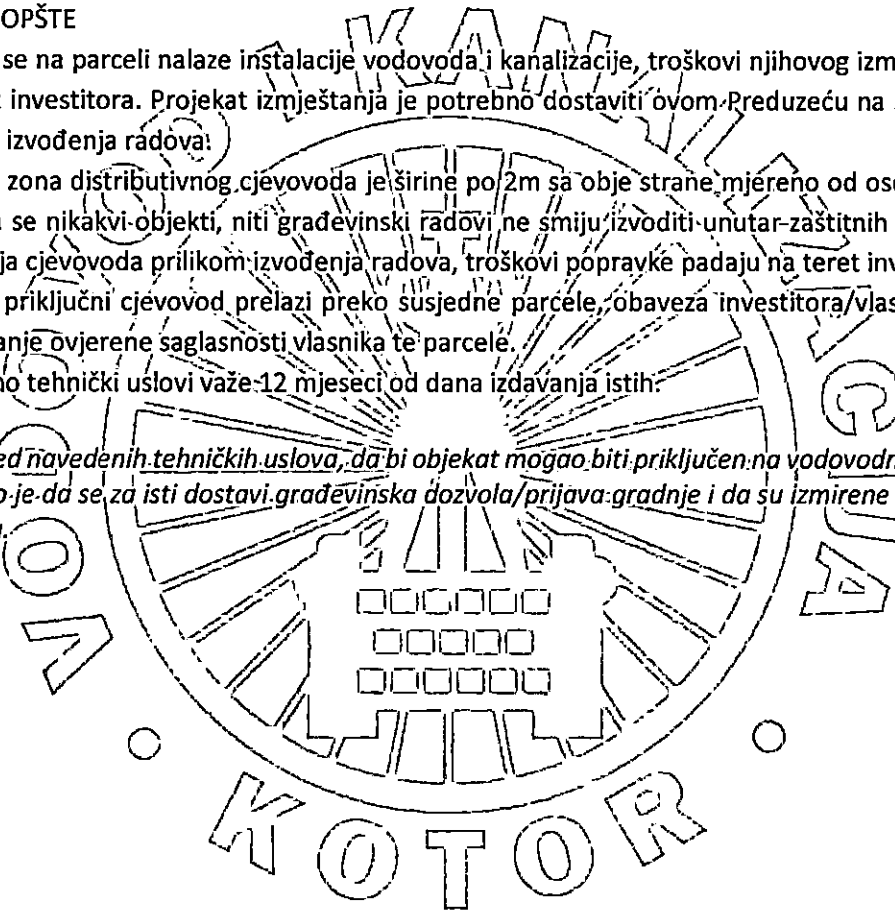 OPŠTE
se na parceli nalaze instalacije vodovoda i kanalizacije, troškovi njihovog izm
investitora. Projekat izmještanja je potrebno dostaviti ovom Preduzeću na
izvođenja radova.
zona distributivnog cjevovoda je širine po 2m sa obje strane mjereno od os
se nikakvi objekti, niti građevinski radovi ne smiju izvoditi unutar zaštitnih
ja cjevovoda prilikom izvođenja radova, troškovi popravke padaju na teret inv
priključni cjevovod prelazi preko susjedne parcele, obaveza investitora/vlas
anje ovjerene saglasnosti vlasnika te parcele.
no tehnički uslovi važe 12 mjeseci od dana izdavanja istih.
ed navedenih tehničkih uslova, da bi objekat mogao biti priključen na vodovodn
o je da se za isti dostavi građevinska dozvola/prijava gradnje i da su izmirene
VODOVOD I KANALIZACIJA
KOTOR